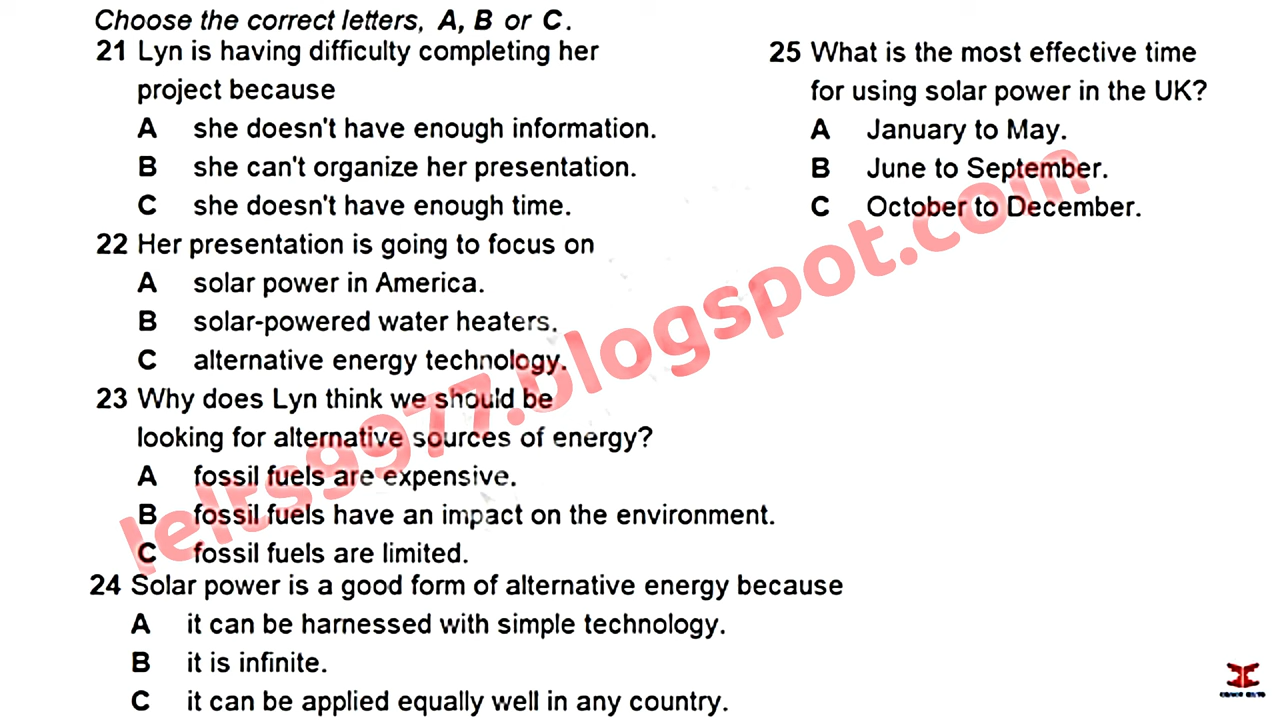 Choose the correct letters, A, B or C.
21 Lyn is having difficulty completing her
project because
A she doesn't have enough information.
B she can't organize her presentation.
C she doesn't have enough time.
22 Her presentation is going to focus on
A solar power in America.
B solar-powered water heaters.
C alternative energy technology.
23 Why does Lyn think we should be
looking for alternative sources of energy?
A fossil fuels are expensive.
B fossil fuels have an impact on the environment.
C fossil fuels are limited.
24 Solar power is a good form of alternative energy because
A it can be harnessed with simple technology.
B it is infinite.
C it can be applied equally well in any country.
25 What is the most effective time
for using solar power in the UK?
A January to May.
B June to September.
C October to December.
Ielts9977.blogspot.com